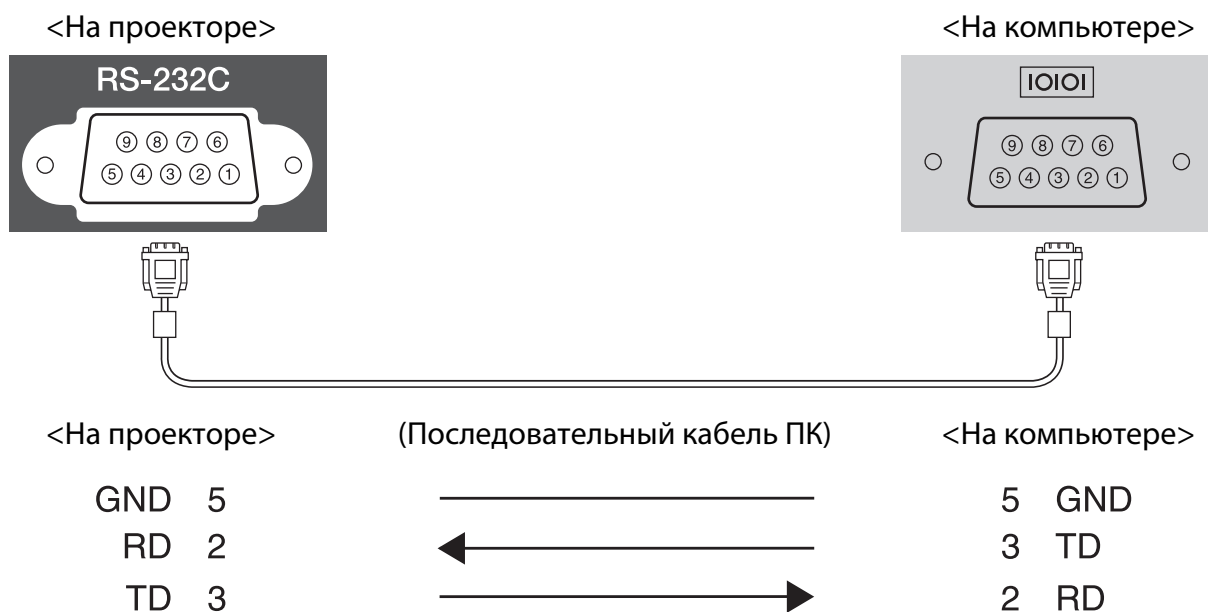 <На проекторе> <На компьютере>
RS-232C IOIOI
9 8 7 6 9 8 7 6
5 4 3 2 1 5 4 3 2 1
<На проекторе> (Последовательный кабель ПК) <На компьютере>
GND 5 5 GND
RD 2 3 TD
TD 3 2 RD